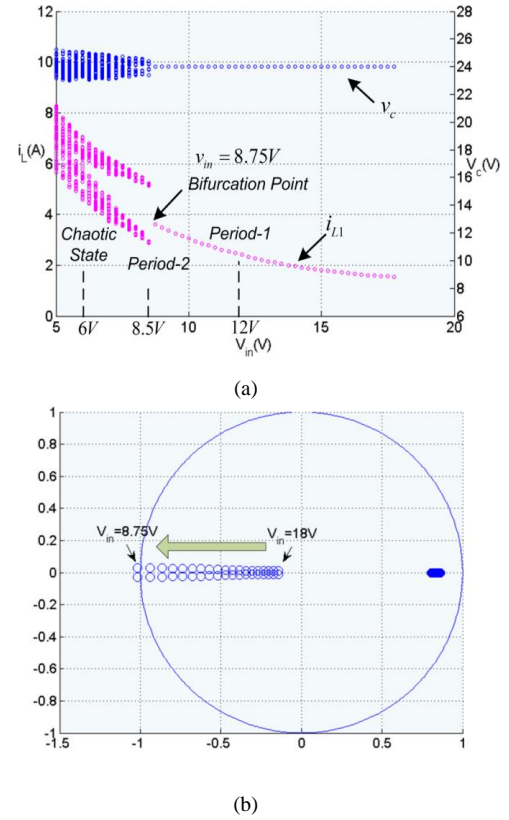 12
10
8
6
4
2
0
i_L(A)
28
26
24
22
20
18
16
14
12
10
8
6
V_c(V)
v_c
v_in = 8.75V
Bifurcation Point
i_L1
Period-1
Chaotic
State
Period-2
5
6V
8.5V
10
12V
15
20
V_in(V)
(a)
1
0.8
0.6
0.4
0.2
0
-0.2
-0.4
-0.6
-0.8
-1
V_in=8.75V
V_in=18V
-1.5
-1
-0.5
0
0.5
1
(b)